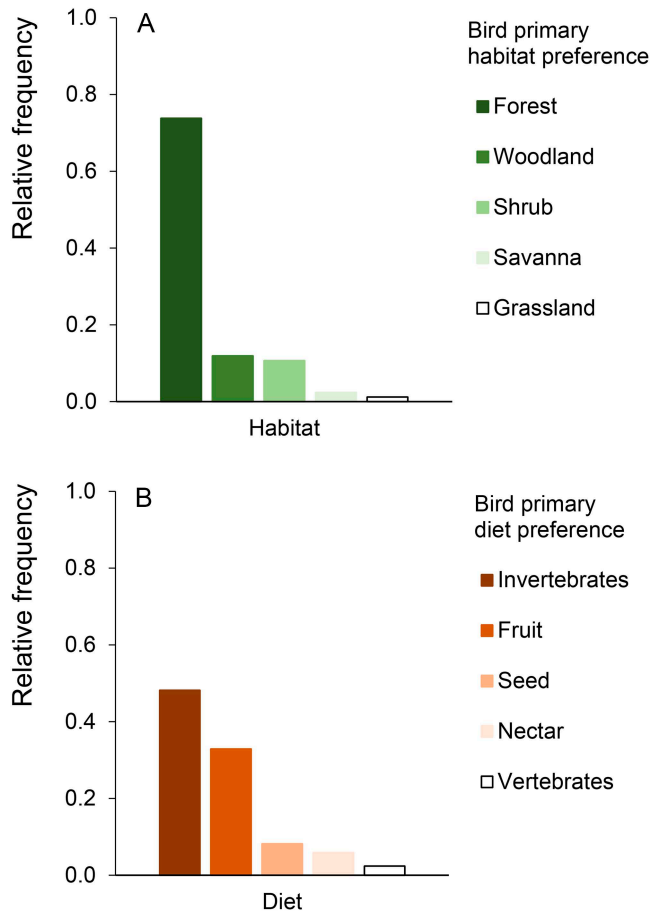 A
Bird primary
habitat preference
Relative frequency
1.0
0.8
0.6
0.4
0.2
0.0
Forest
Woodland
Shrub
Savanna
Grassland
Habitat
B
Bird primary
diet preference
Relative frequency
1.0
0.8
0.6
0.4
0.2
0.0
Invertebrates
Fruit
Seed
Nectar
Vertebrates
Diet